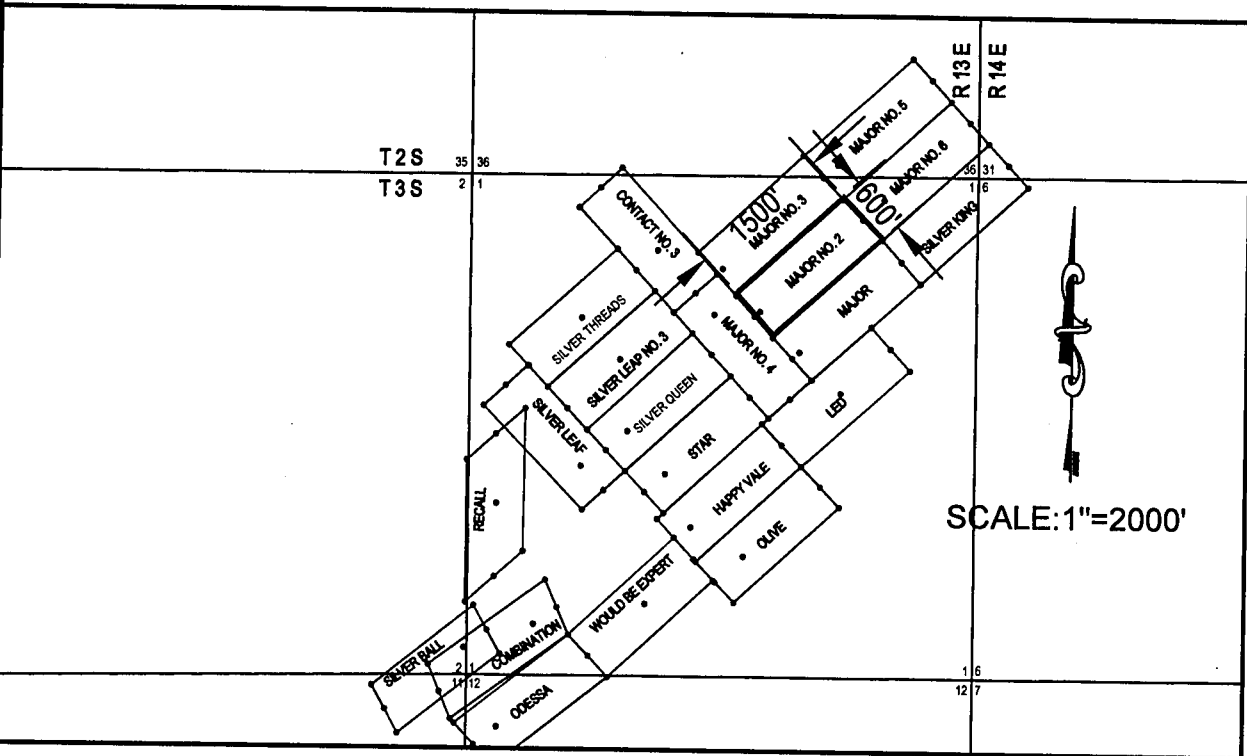 R 13 E
R 14 E
MAJOR NO. 5
T2S
35 36
MAJOR NO. 6
36 31
T3S
2 1
1 6
CONTACT NO. 3
1500'
MAJOR NO. 3
600'
SILVER KING
MAJOR NO. 2
MAJOR
SILVER THREADS
MAJOR NO. 4
SILVER LEAP NO. 3
SILVER QUEEN
LED
SILVER LEAF
STAR
HAPPY VALE
RECALL
OLIVE
SCALE:1"=2000'
WOULD BE EXPERT
SILVER BALL
COMBINATION
2 1
11 12
1 6
12 7
ODESSA